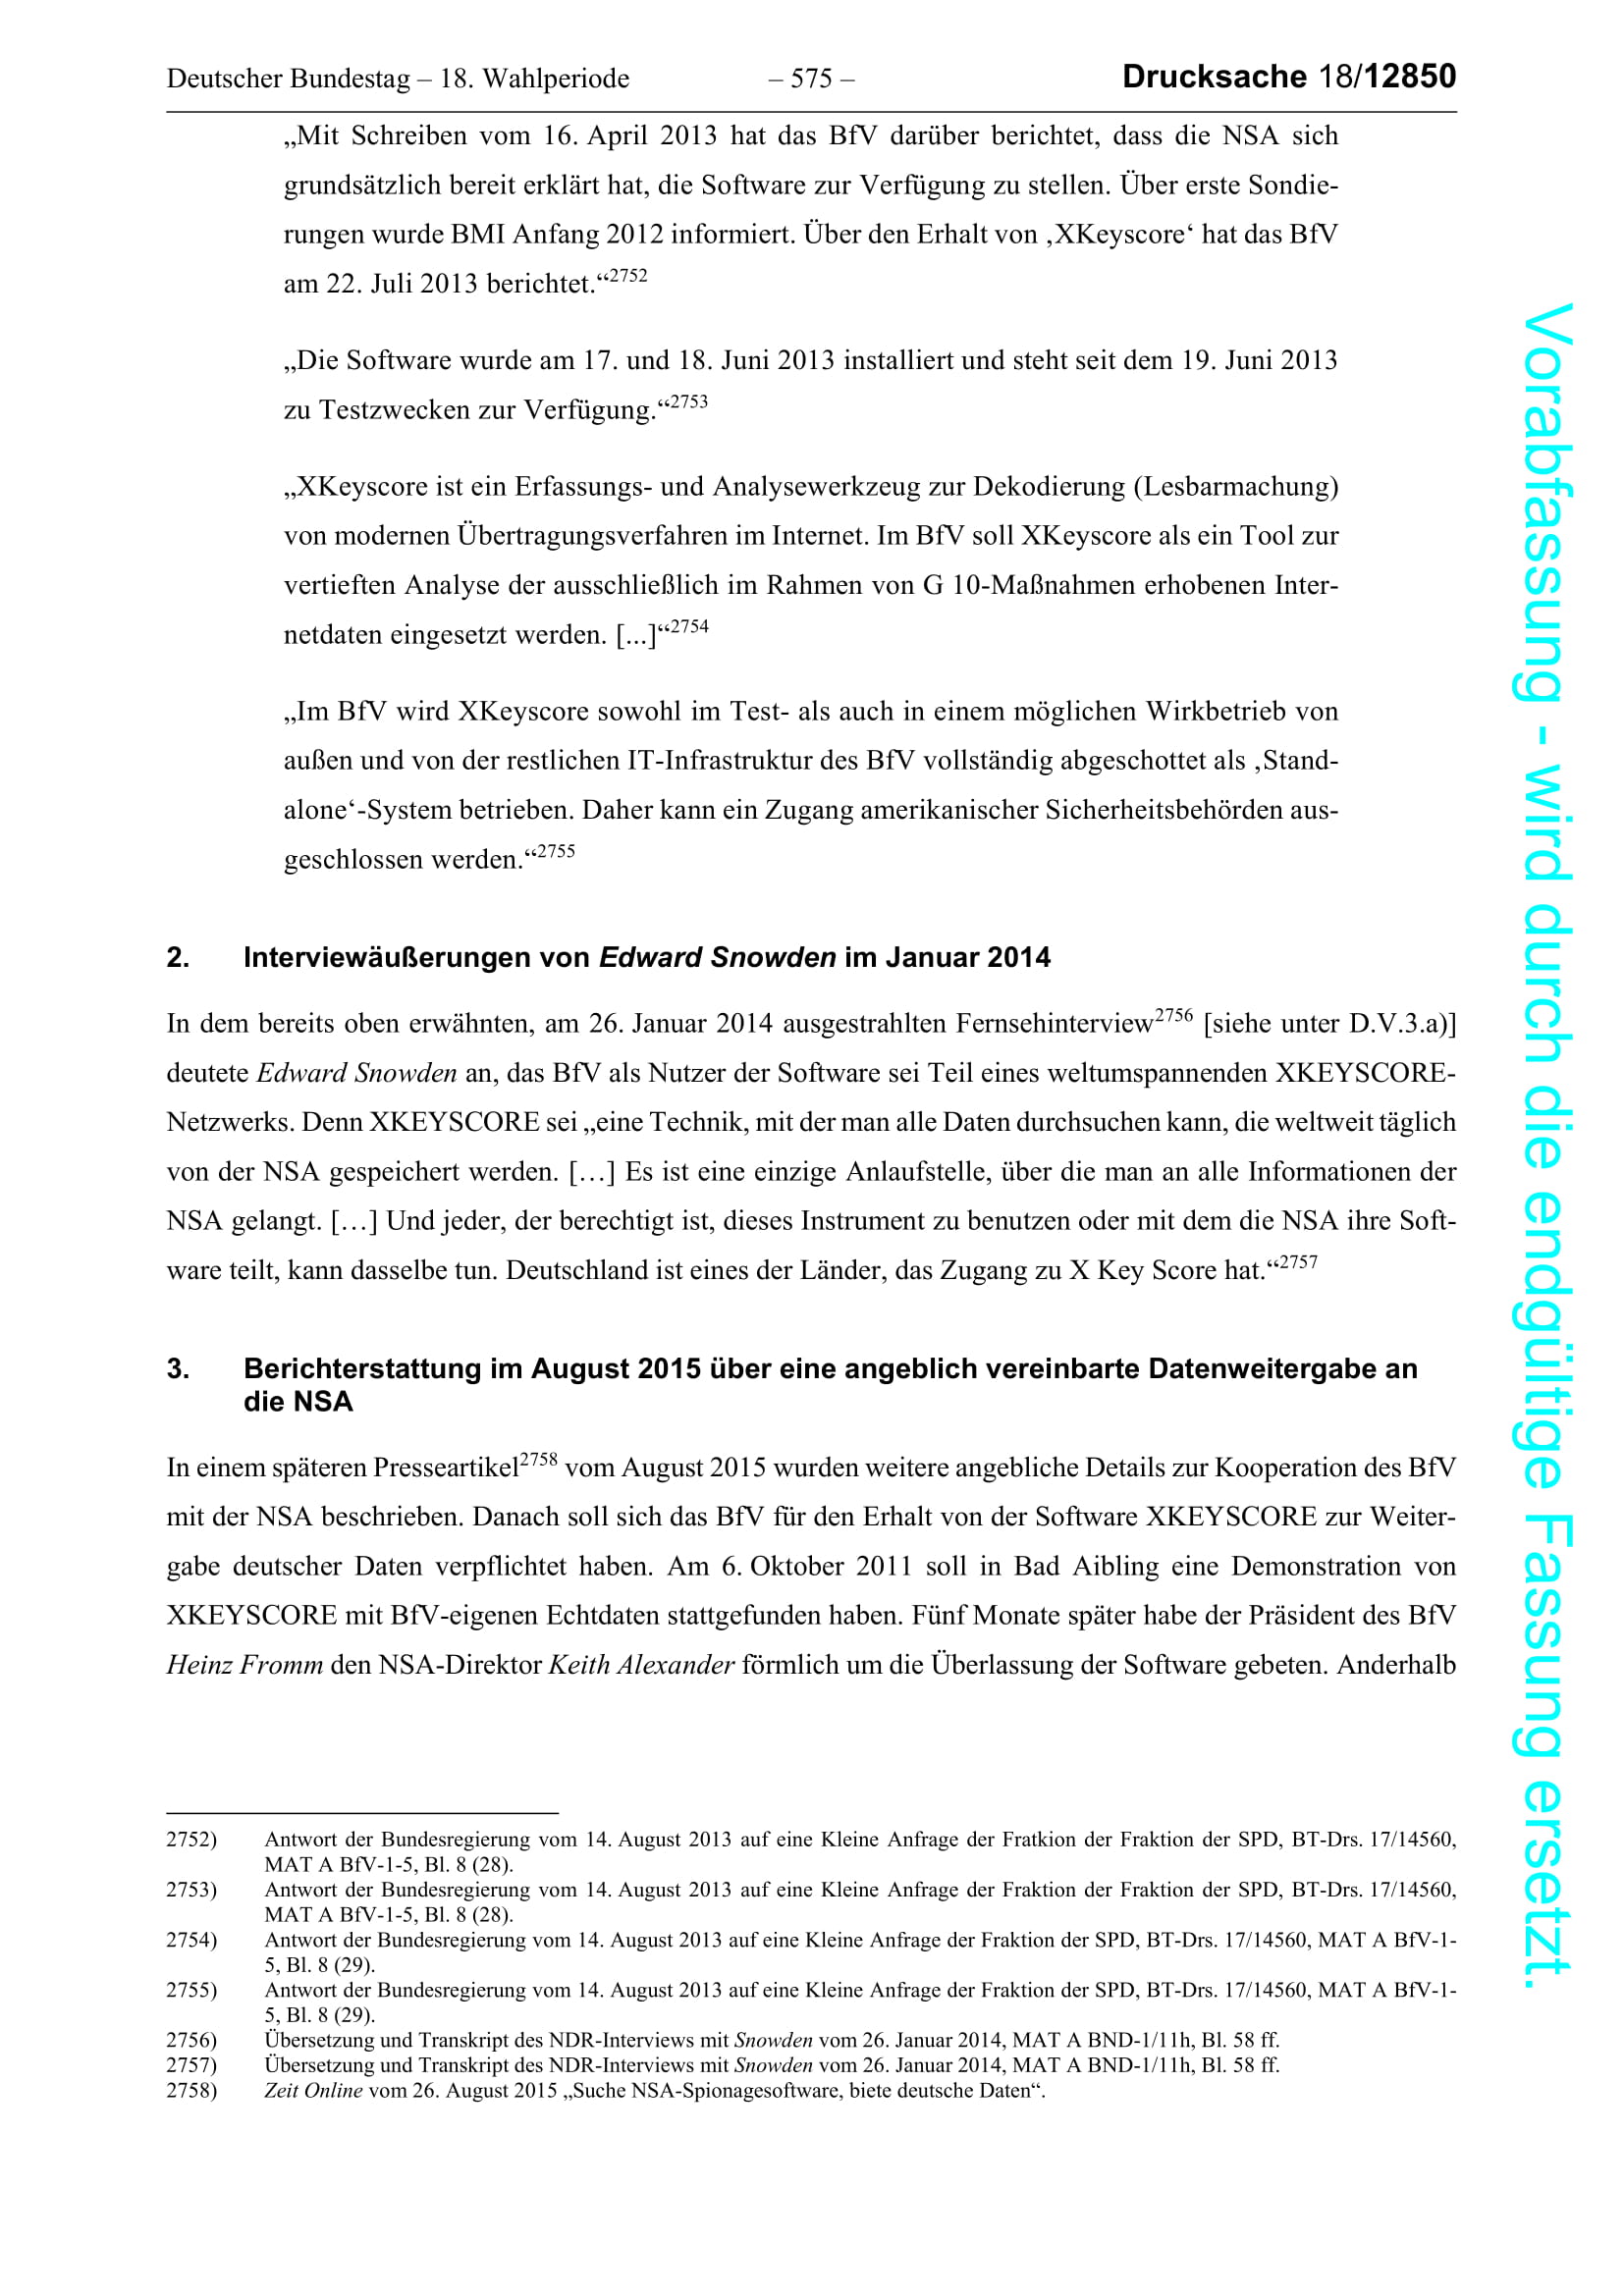 Deutscher Bundestag – 18. Wahlperiode – 575 – Drucksache 18/12850
„Mit Schreiben vom 16. April 2013 hat das BfV darüber berichtet, dass die NSA sich
grundsätzlich bereit erklärt hat, die Software zur Verfügung zu stellen. Über erste Sondie-
rungen wurde BMI Anfang 2012 informiert. Über den Erhalt von ‚XKeyscore‘ hat das BfV
am 22. Juli 2013 berichtet.“2752
„Die Software wurde am 17. und 18. Juni 2013 installiert und steht seit dem 19. Juni 2013
zu Testzwecken zur Verfügung.“2753
„XKeyscore ist ein Erfassungs- und Analysewerkzeug zur Dekodierung (Lesbarmachung)
von modernen Übertragungsverfahren im Internet. Im BfV soll XKeyscore als ein Tool zur
vertieften Analyse der ausschließlich im Rahmen von G 10-Maßnahmen erhobenen Inter-
netdaten eingesetzt werden. [...]“2754
„Im BfV wird XKeyscore sowohl im Test- als auch in einem möglichen Wirkbetrieb von
außen und von der restlichen IT-Infrastruktur des BfV vollständig abgeschottet als ‚Stand-
alone‘-System betrieben. Daher kann ein Zugang amerikanischer Sicherheitsbehörden aus-
geschlossen werden.“2755
2. Interviewäußerungen von Edward Snowden im Januar 2014
In dem bereits oben erwähnten, am 26. Januar 2014 ausgestrahlten Fernsehinterview2756 [siehe unter D.V.3.a)]
deutete Edward Snowden an, das BfV als Nutzer der Software sei Teil eines weltumspannenden XKEYSCORE-
Netzwerks. Denn XKEYSCORE sei „eine Technik, mit der man alle Daten durchsuchen kann, die weltweit täglich
von der NSA gespeichert werden. […] Es ist eine einzige Anlaufstelle, über die man an alle Informationen der
NSA gelangt. […] Und jeder, der berechtigt ist, dieses Instrument zu benutzen oder mit dem die NSA ihre Soft-
ware teilt, kann dasselbe tun. Deutschland ist eines der Länder, das Zugang zu X Key Score hat.“2757
3. Berichterstattung im August 2015 über eine angeblich vereinbarte Datenweitergabe an
die NSA
In einem späteren Presseartikel2758 vom August 2015 wurden weitere angebliche Details zur Kooperation des BfV
mit der NSA beschrieben. Danach soll sich das BfV für den Erhalt von der Software XKEYSCORE zur Weiter-
gabe deutscher Daten verpflichtet haben. Am 6. Oktober 2011 soll in Bad Aibling eine Demonstration von
XKEYSCORE mit BfV-eigenen Echtdaten stattgefunden haben. Fünf Monate später habe der Präsident des BfV
Heinz Fromm den NSA-Direktor Keith Alexander förmlich um die Überlassung der Software gebeten. Anderhalb
2752) Antwort der Bundesregierung vom 14. August 2013 auf eine Kleine Anfrage der Fratkion der Fraktion der SPD, BT-Drs. 17/14560,
MAT A BfV-1-5, Bl. 8 (28).
2753) Antwort der Bundesregierung vom 14. August 2013 auf eine Kleine Anfrage der Fraktion der Fraktion der SPD, BT-Drs. 17/14560,
MAT A BfV-1-5, Bl. 8 (28).
2754) Antwort der Bundesregierung vom 14. August 2013 auf eine Kleine Anfrage der Fraktion der SPD, BT-Drs. 17/14560, MAT A BfV-1-
5, Bl. 8 (29).
2755) Antwort der Bundesregierung vom 14. August 2013 auf eine Kleine Anfrage der Fraktion der SPD, BT-Drs. 17/14560, MAT A BfV-1-
5, Bl. 8 (29).
2756) Übersetzung und Transkript des NDR-Interviews mit Snowden vom 26. Januar 2014, MAT A BND-1/11h, Bl. 58 ff.
2757) Übersetzung und Transkript des NDR-Interviews mit Snowden vom 26. Januar 2014, MAT A BND-1/11h, Bl. 58 ff.
2758) Zeit Online vom 26. August 2015 „Suche NSA-Spionagesoftware, biete deutsche Daten“.
Vorabfassung - wird durch die endgültige Fassung ersetzt.